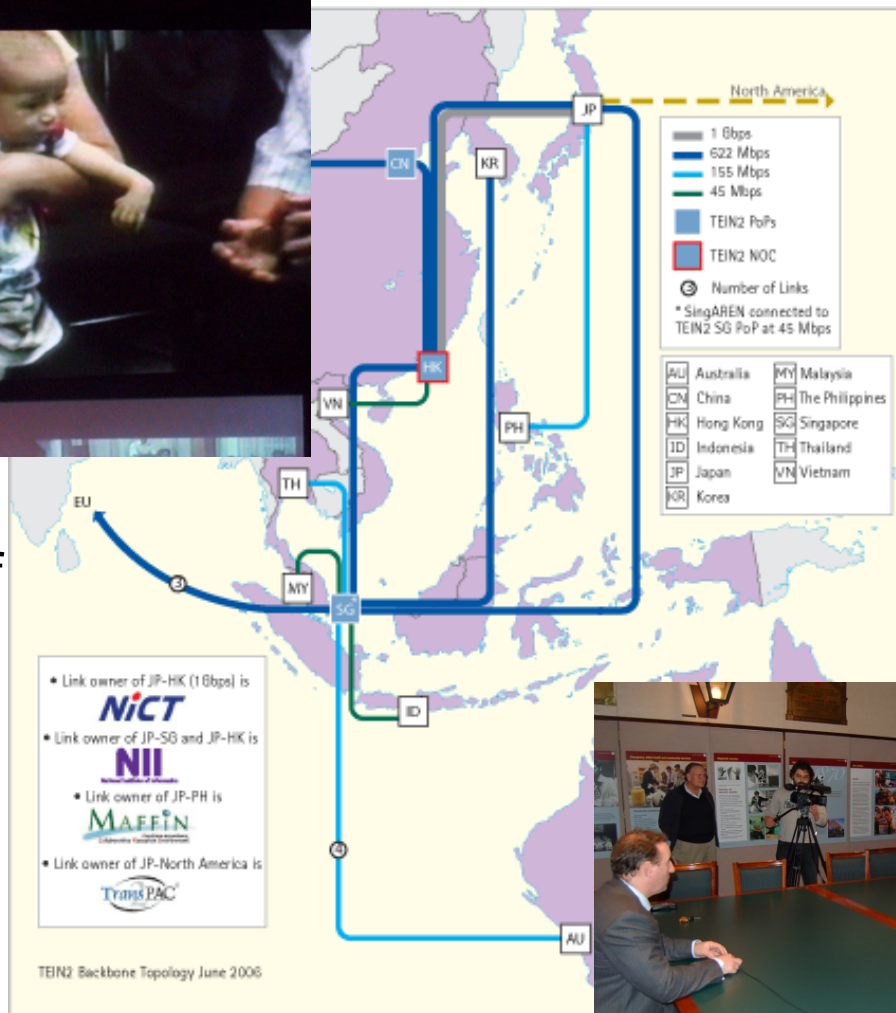 North America
JP
1 Gbps
622 Mbps
155 Mbps
45 Mbps
TEIN2 PoPs
TEIN2 NOC
3 Number of Links
* SingAREN connected to
TEIN2 SG PoP at 45 Mbps
CN
KR
HK
VN
PH
AU Australia
CN China
HK Hong Kong
ID Indonesia
JP Japan
KR Korea
MY Malaysia
PH The Philippines
SG Singapore
TH Thailand
VN Vietnam
TH
EU
3
MY
SG*
ID
4
AU
• Link owner of JP-HK (1Gbps) is
NiCT
• Link owner of JP-SG and JP-HK is
NII
• Link owner of JP-PH is
MAFFIN
• Link owner of JP-North America is
TransPAC
TEIN2 Backbone Topology June 2006